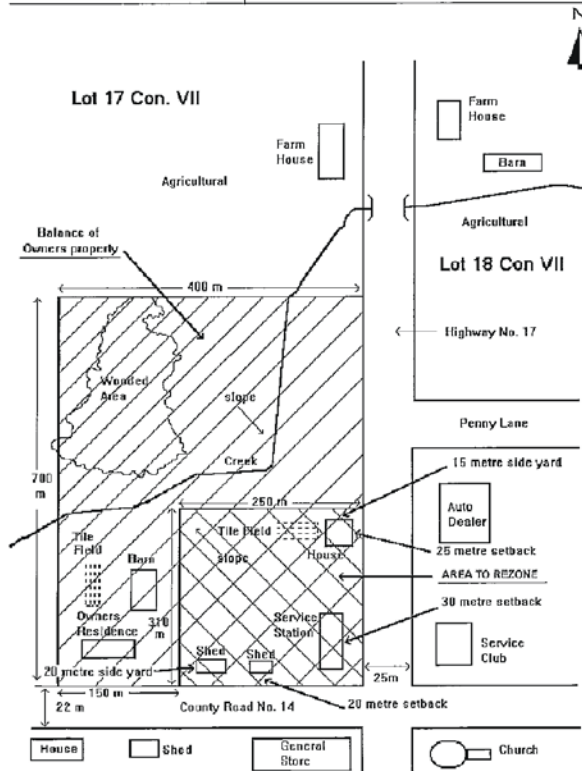 N
Lot 17 Con. VII
Farm
House
Farm
House
Barn
Agricultural
Agricultural
Balance of
Owners property
Lot 18 Con VII
400 m
Highway No. 17
Wooded
Area
slope
Penny Lane
Creek
15 metre side yard
700
m
250 m
Auto
Dealer
Tile
Field
Tile Field
House
25 metre setback
slope
Barn
AREA TO REZONE
30 metre setback
Owners
Residence
310
m
Service
Station
Service
Club
Shed
Shed
20 metre side yard
25m
150 m
20 metre setback
22 m
County Road No. 14
House
Shed
General
Store
Church